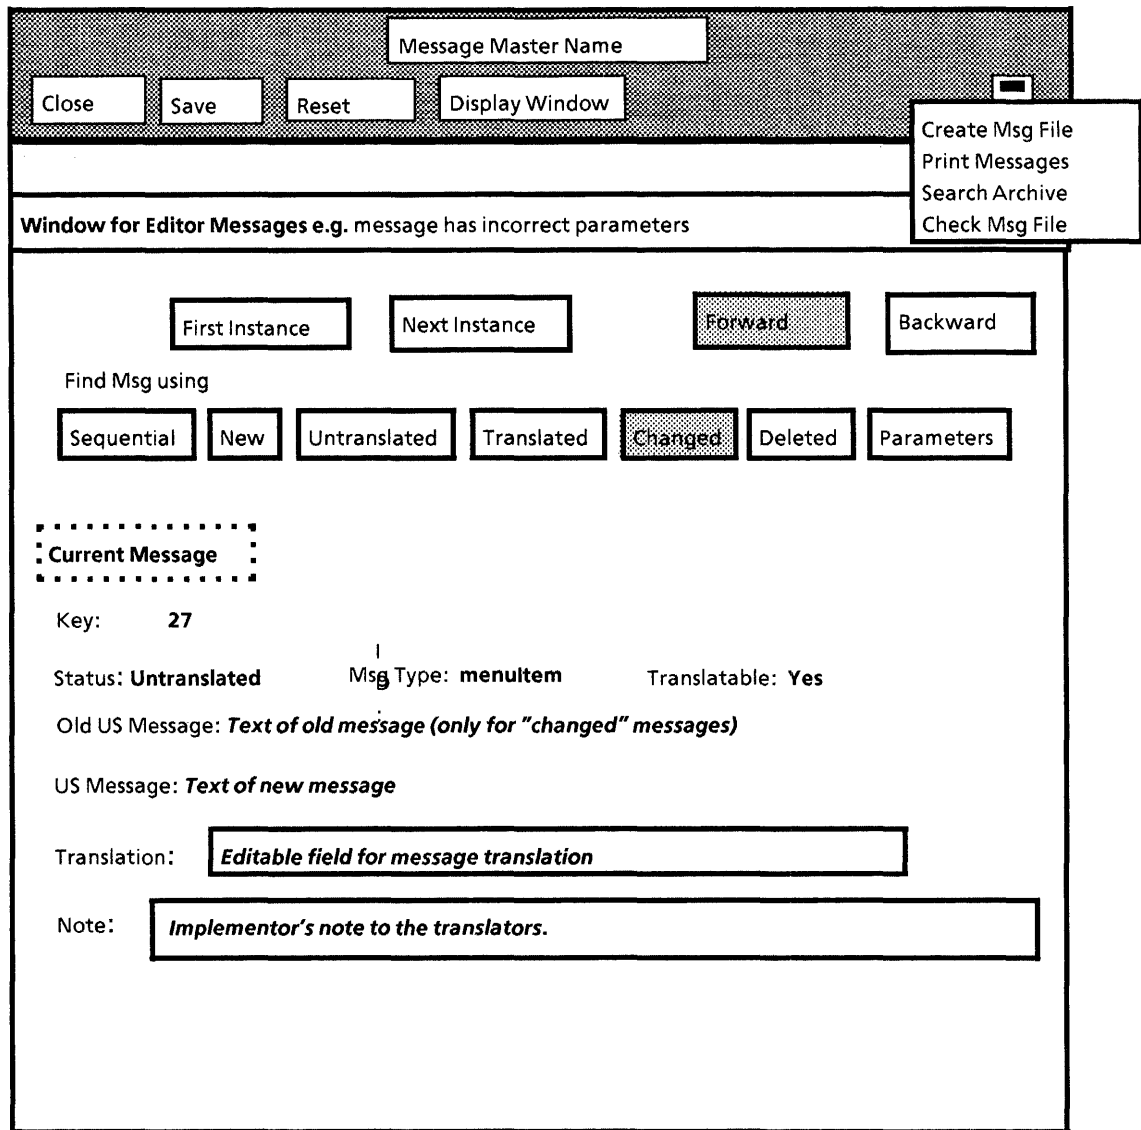 Message Master Name
Close Save Reset Display Window
Create Msg File
Print Messages
Search Archive
Check Msg File
Window for Editor Messages e.g. message has incorrect parameters
First Instance Next Instance Forward Backward
Find Msg using
Sequential New Untranslated Translated Changed Deleted Parameters
Current Message
Key: 27
Status: Untranslated Msg Type: menuItem Translatable: Yes
Old US Message: Text of old message (only for "changed" messages)
US Message: Text of new message
Translation: Editable field for message translation
Note: Implementor's note to the translators.